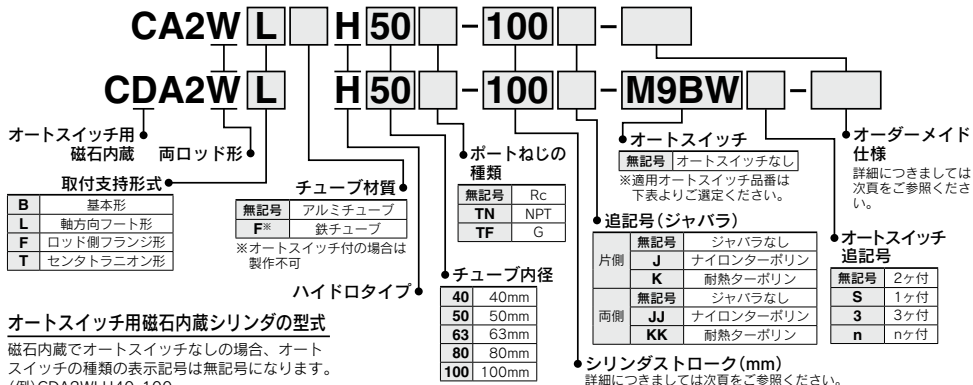 CA2W L H 50 - 100 -
CDA2W L H 50 - 100 - M9BW -
オートスイッチ用
磁石内蔵
両ロッド形
取付支持形式
B 基本形
L 軸方向フート形
F ロッド側フランジ形
T センタトラニオン形
チューブ材質
無記号 アルミチューブ
F※ 鉄チューブ
※オートスイッチ付の場合は
製作不可
ハイドロタイプ
ポートねじの
種類
無記号 Rc
TN NPT
TF G
チューブ内径
40 40mm
50 50mm
63 63mm
80 80mm
100 100mm
オートスイッチ
無記号 オートスイッチなし
※適用オートスイッチ品番は
下表よりご選定ください。
追記号(ジャバラ)
片側 無記号 ジャバラなし
J ナイロンターポリン
K 耐熱ターポリン
両側 無記号 ジャバラなし
JJ ナイロンターポリン
KK 耐熱ターポリン
シリンダストローク(mm)
詳細につきましては次頁をご参照ください。
オーダーメイド
仕様
詳細につきましては
次頁をご参照くださ
い。
オートスイッチ
追記号
無記号 2ヶ付
S 1ヶ付
3 3ヶ付
n nヶ付
オートスイッチ用磁石内蔵シリンダの型式
磁石内蔵でオートスイッチなしの場合、オート
スイッチの種類の表示記号は無記号になります。
(例)CDA2WLH40-100